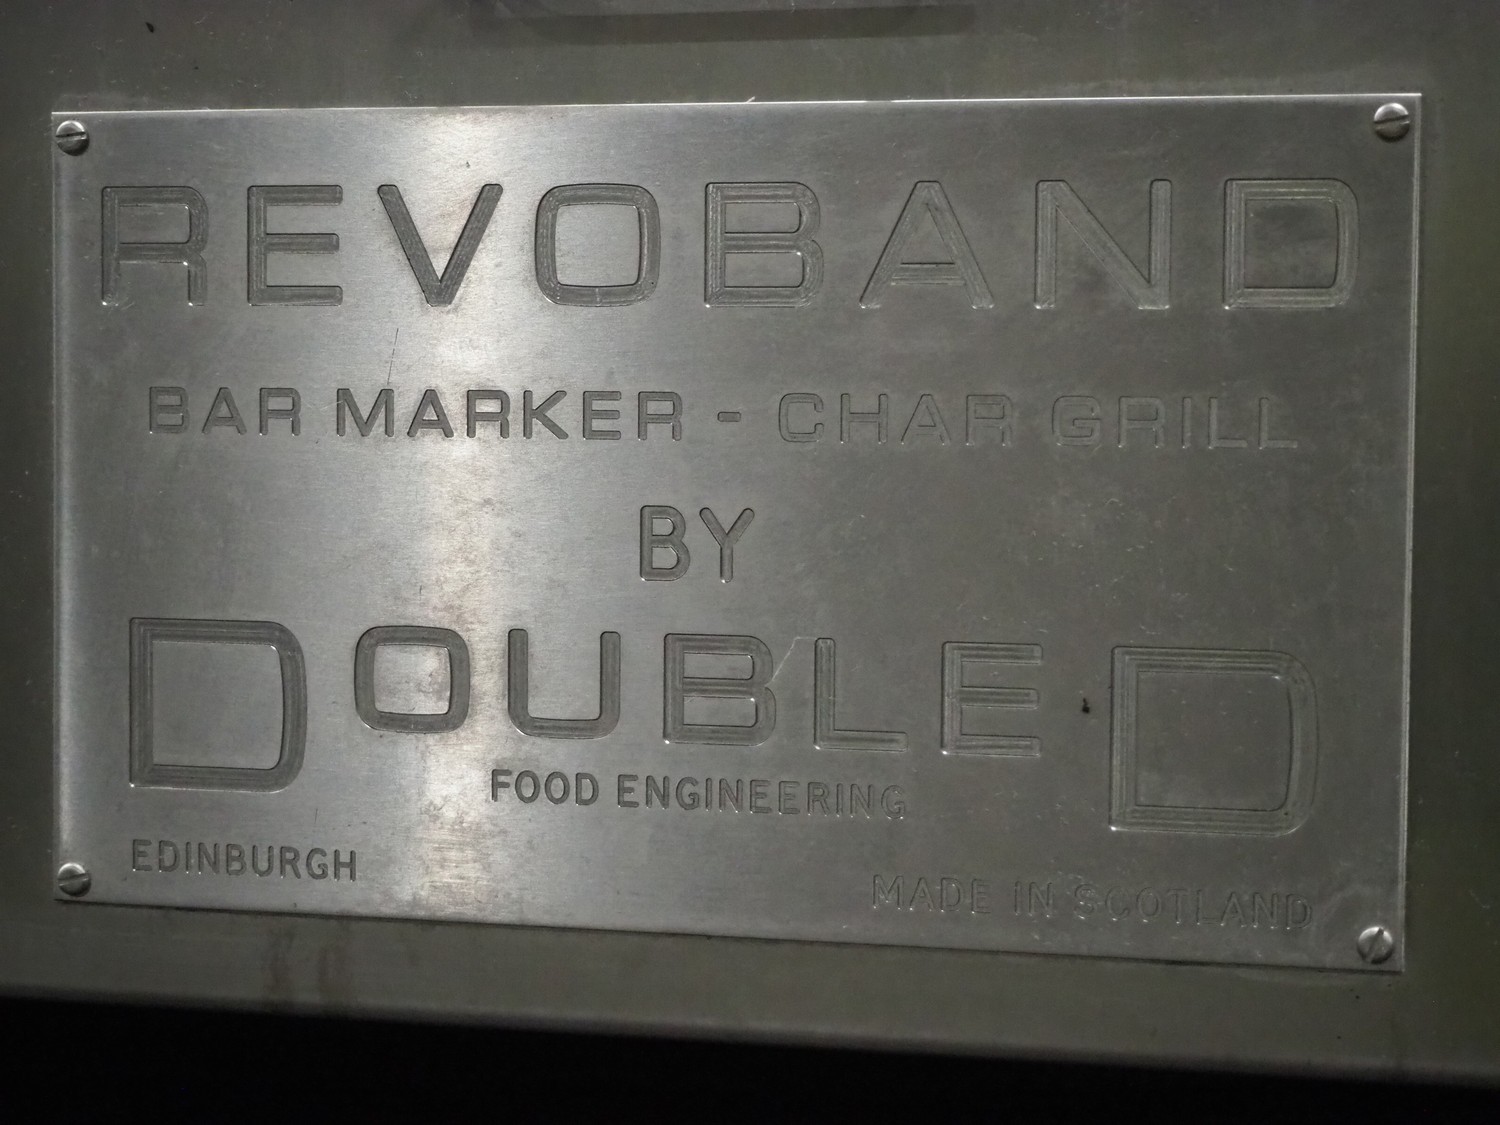 REVOBAND
BAR MARKER - CHAR GRILL
BY
DOUBLE D
FOOD ENGINEERING
EDINBURGH
MADE IN SCOTLAND